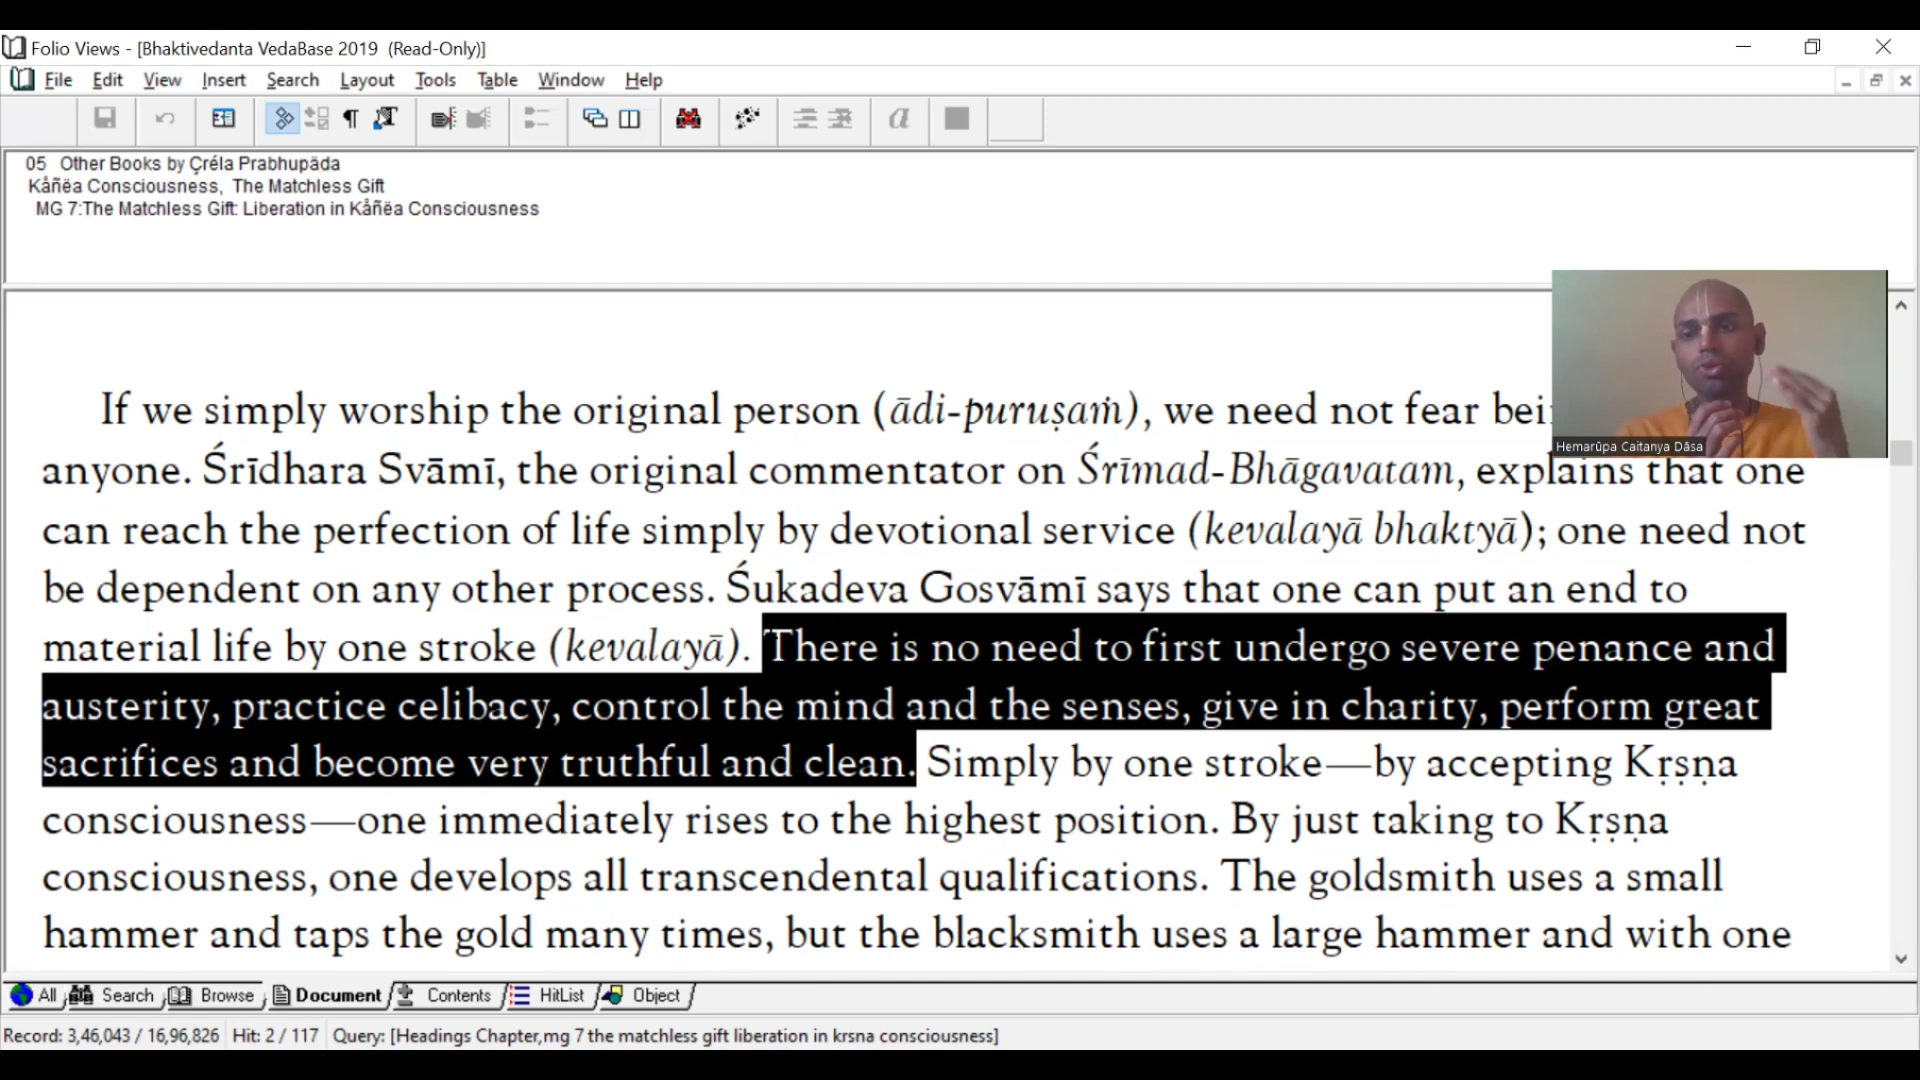 Folio Views - [Bhaktivedanta VedaBase 2019 (Read-Only)]
File Edit View Insert Search Layout Tools Table Window Help
05 Other Books by Çréla Prabhupäda
Kåñëa Consciousness, The Matchless Gift
MG 7:The Matchless Gift: Liberation in Kåñëa Consciousness
If we simply worship the original person (ādi-puruṣaṁ), we need not fear
Hemarūpa Caitanya Dāsa
anyone. Śrīdhara Svāmī, the original commentator on Śrīmad-Bhāgavatam, explains that one
can reach the perfection of life simply by devotional service (kevalayā bhaktyā); one need not
be dependent on any other process. Śukadeva Gosvāmī says that one can put an end to
material life by one stroke (kevalayā). There is no need to first undergo severe penance and
austerity, practice celibacy, control the mind and the senses, give in charity, perform great
sacrifices and become very truthful and clean. Simply by one stroke—by accepting Kṛṣṇa
consciousness—one immediately rises to the highest position. By just taking to Kṛṣṇa
consciousness, one develops all transcendental qualifications. The goldsmith uses a small
hammer and taps the gold many times, but the blacksmith uses a large hammer and with one
All Search Browse Document Contents HitList Object
Record: 3,46,043 / 16,96,826 Hit: 2 / 117 Query: [Headings Chapter,mg 7 the matchless gift liberation in krsna consciousness]